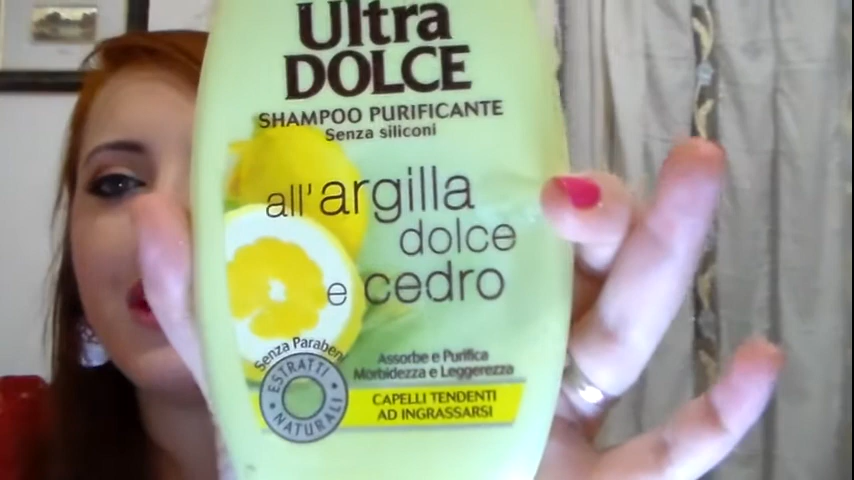 Ultra
DOLCE
SHAMPOO PURIFICANTE
Senza siliconi
all'argilla
dolce
e cedro
Senza Parabeni
ESTRATTI
NATURALI
Assorbe e Purifica
Morbidezza e Leggerezza
CAPELLI TENDENTI
AD INGRASSARSI